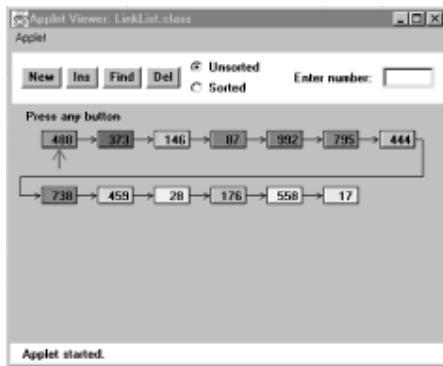 Applet Viewer: LinkList.class
Applet
New Ins Find Del Unsorted Sorted Enter number:
Press any button
488 373 146 87 992 795 444
738 459 28 176 558 17
Applet started.